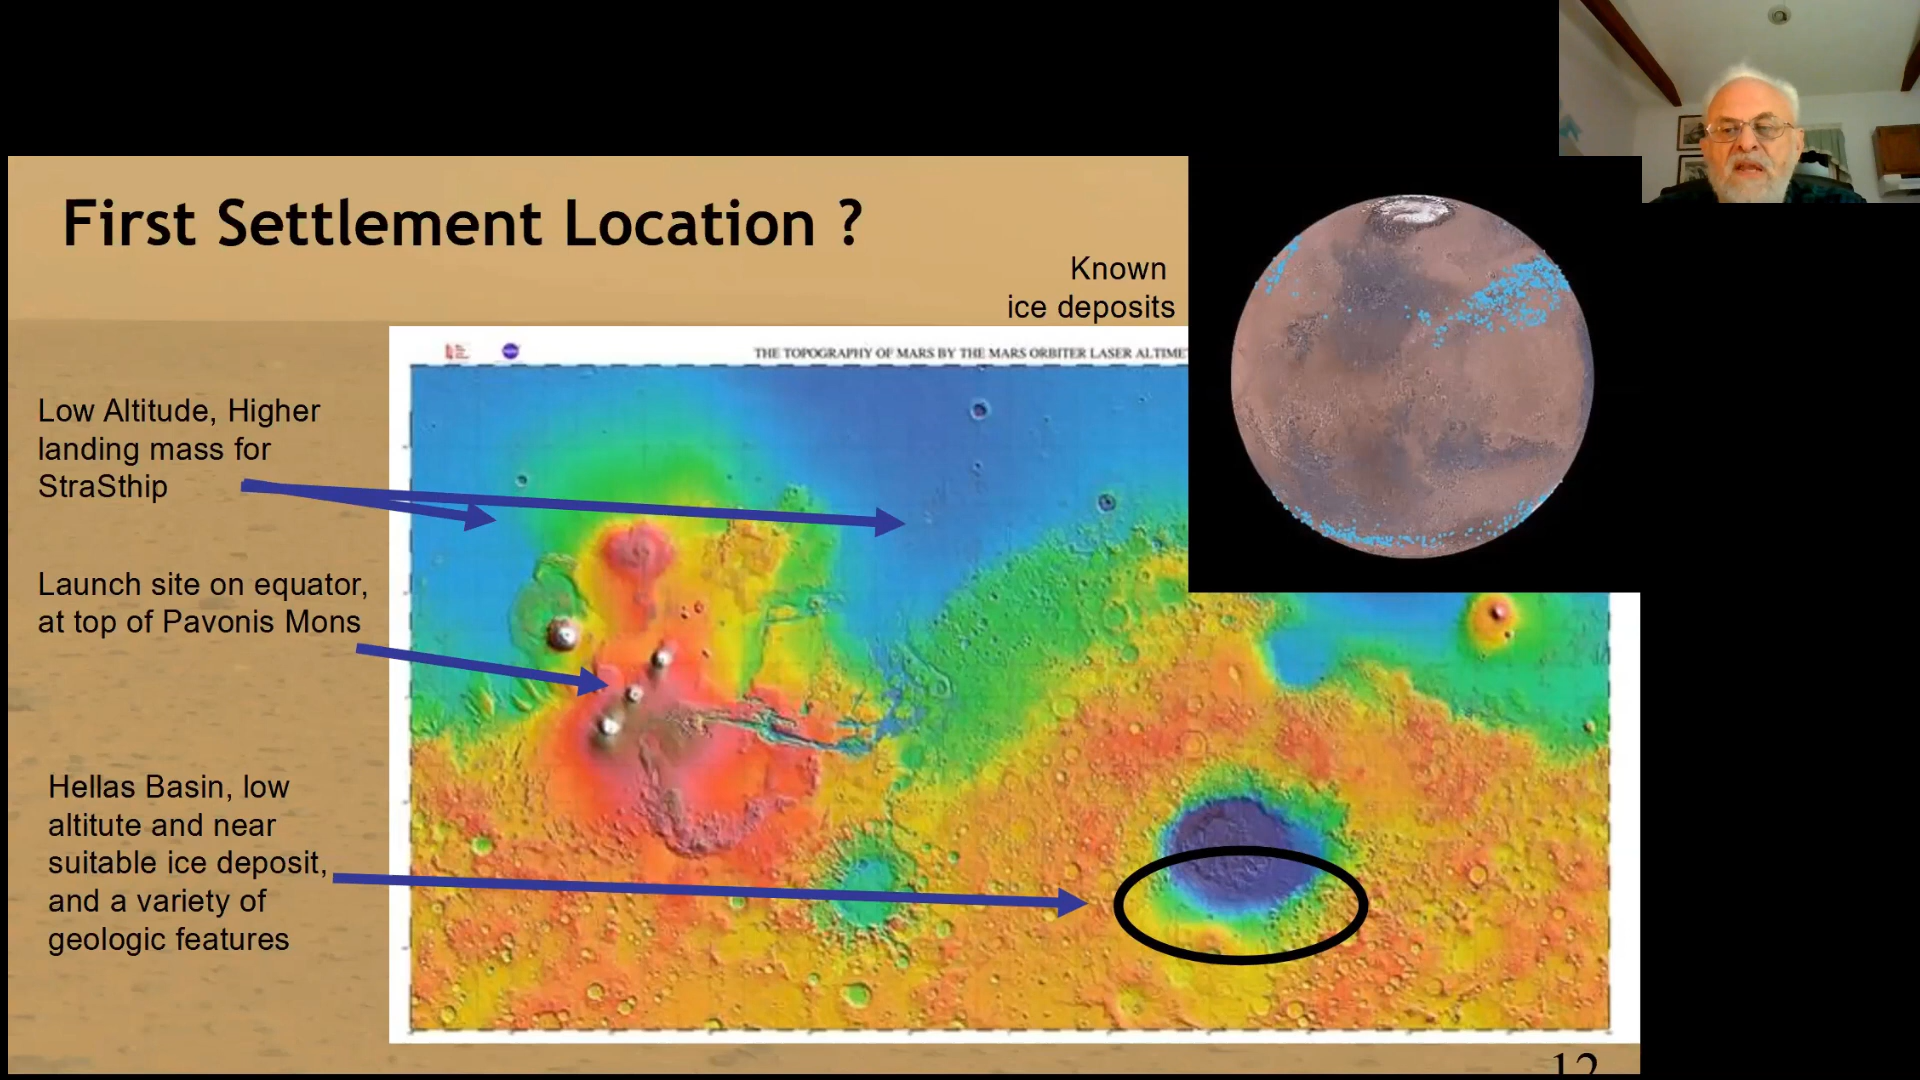 First Settlement Location ?
Known
ice deposits
THE TOPOGRAPHY OF MARS BY THE MARS ORBITER LASER ALTIME
Low Altitude, Higher
landing mass for
StraSthip
Launch site on equator,
at top of Pavonis Mons
Hellas Basin, low
altitute and near
suitable ice deposit,
and a variety of
geologic features
12